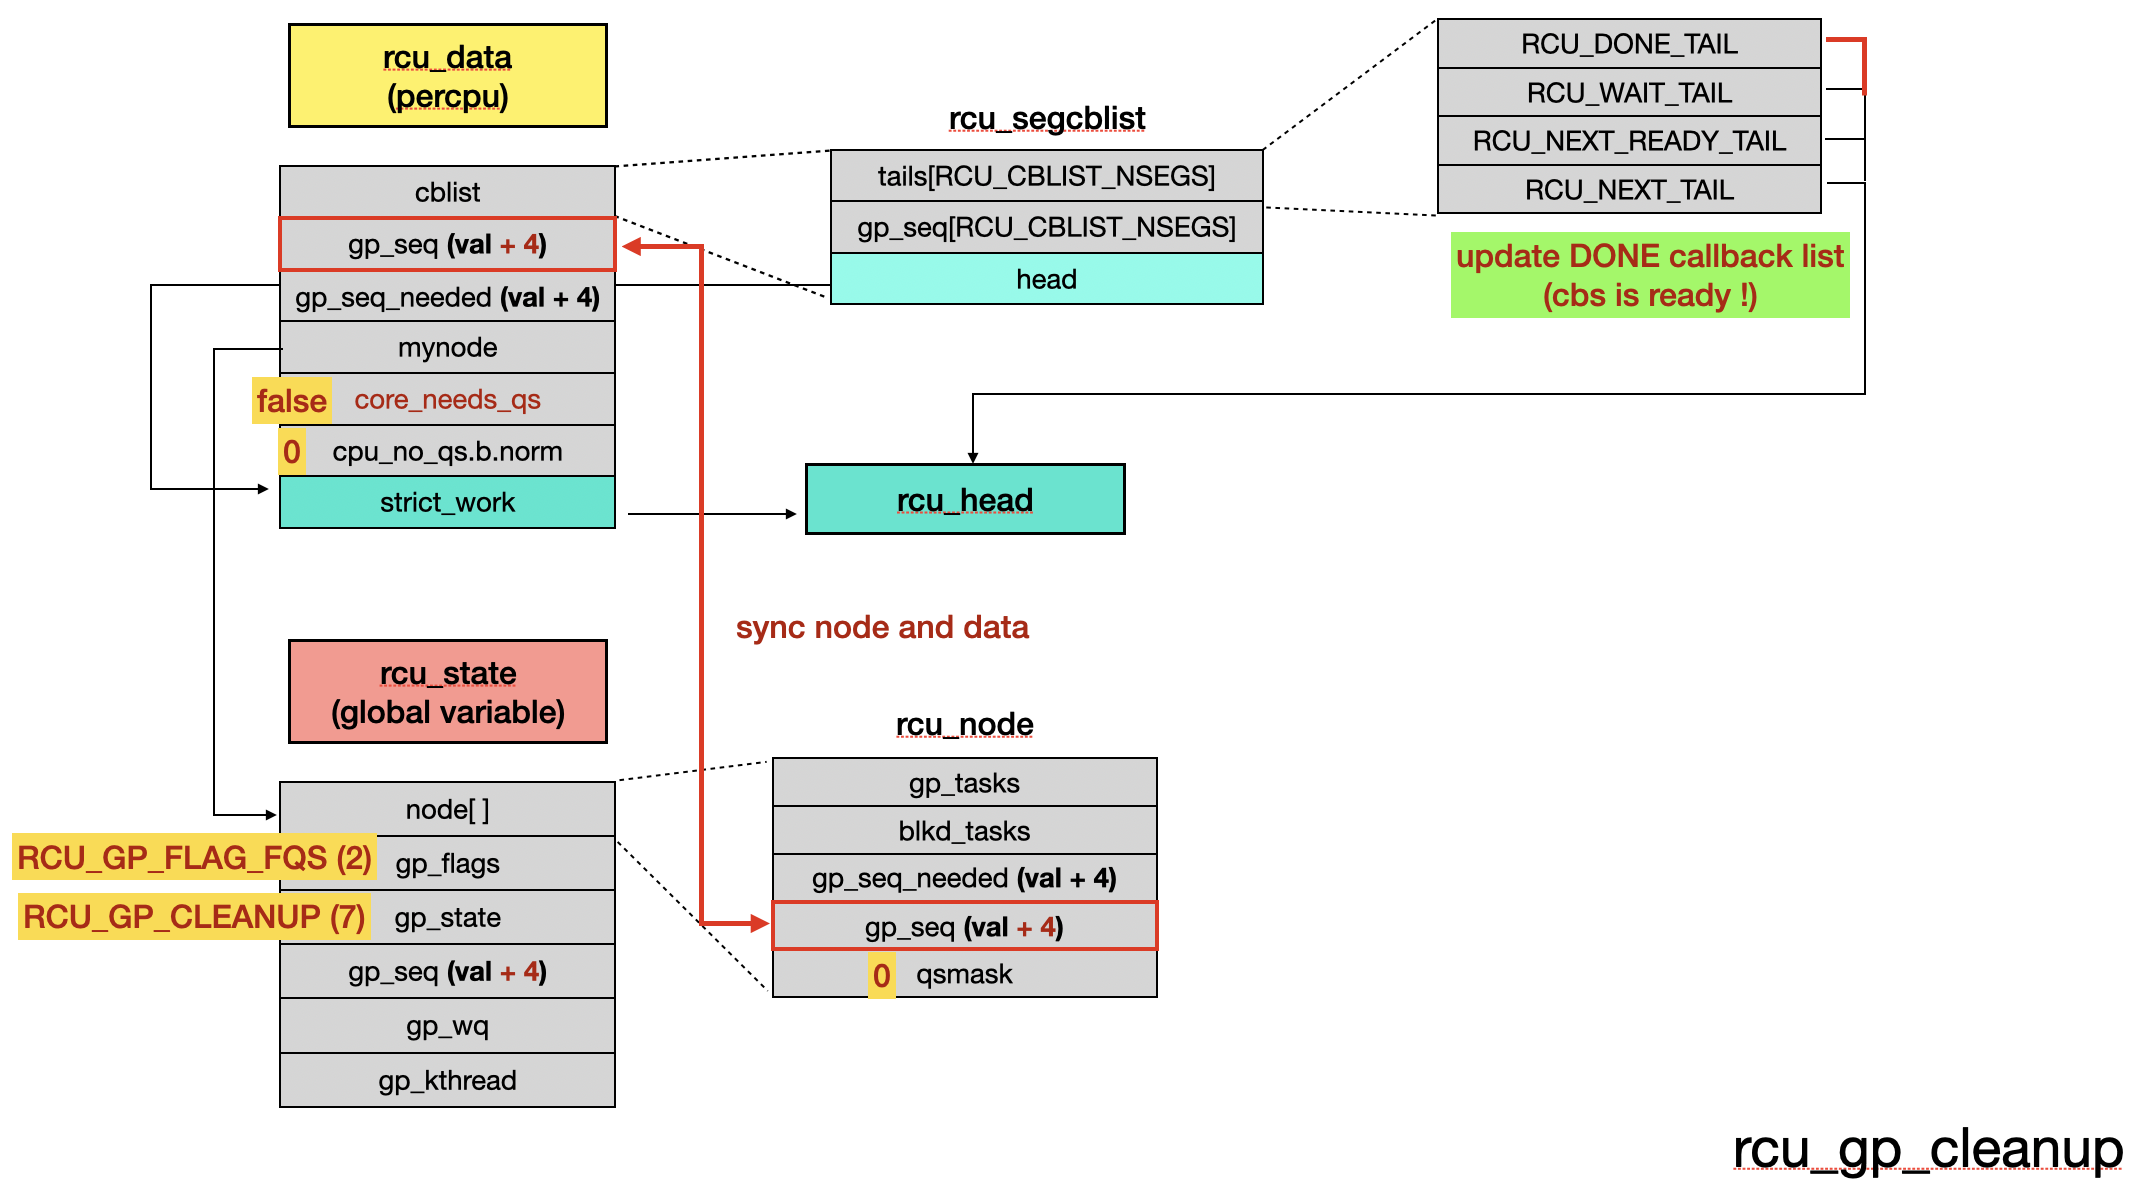 rcu_data
(percpu)
cblist
gp_seq (val + 4)
gp_seq_needed (val + 4)
mynode
false core_needs_qs
0 cpu_no_qs.b.norm
strict_work
rcu_segcblist
tails[RCU_CBLIST_NSEGS]
gp_seq[RCU_CBLIST_NSEGS]
head
RCU_DONE_TAIL
RCU_WAIT_TAIL
RCU_NEXT_READY_TAIL
RCU_NEXT_TAIL
update DONE callback list
(cbs is ready !)
rcu_head
sync node and data
rcu_state
(global variable)
node[ ]
RCU_GP_FLAG_FQS (2) gp_flags
RCU_GP_CLEANUP (7) gp_state
gp_seq (val + 4)
gp_wq
gp_kthread
rcu_node
gp_tasks
blkd_tasks
gp_seq_needed (val + 4)
gp_seq (val + 4)
0 qsmask
rcu_gp_cleanup